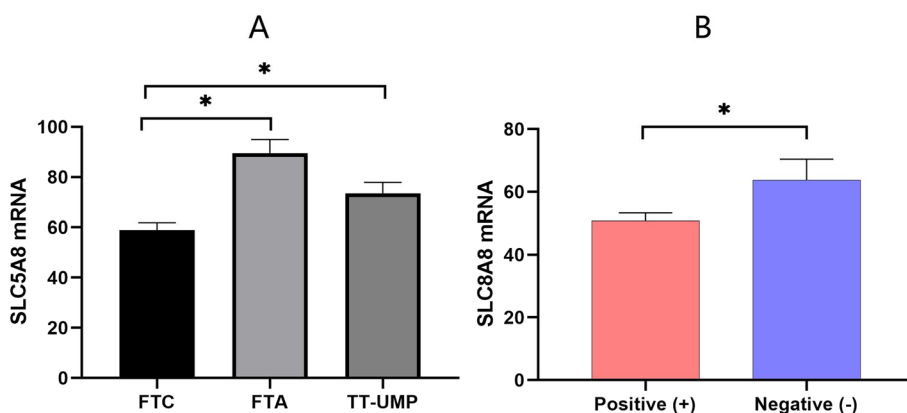 A
*
*
SLC5A8 mRNA
100
80
60
40
20
0
FTC FTA TT-UMP
B
*
SLC8A8 mRNA
80
60
40
20
0
Positive (+) Negative (-)